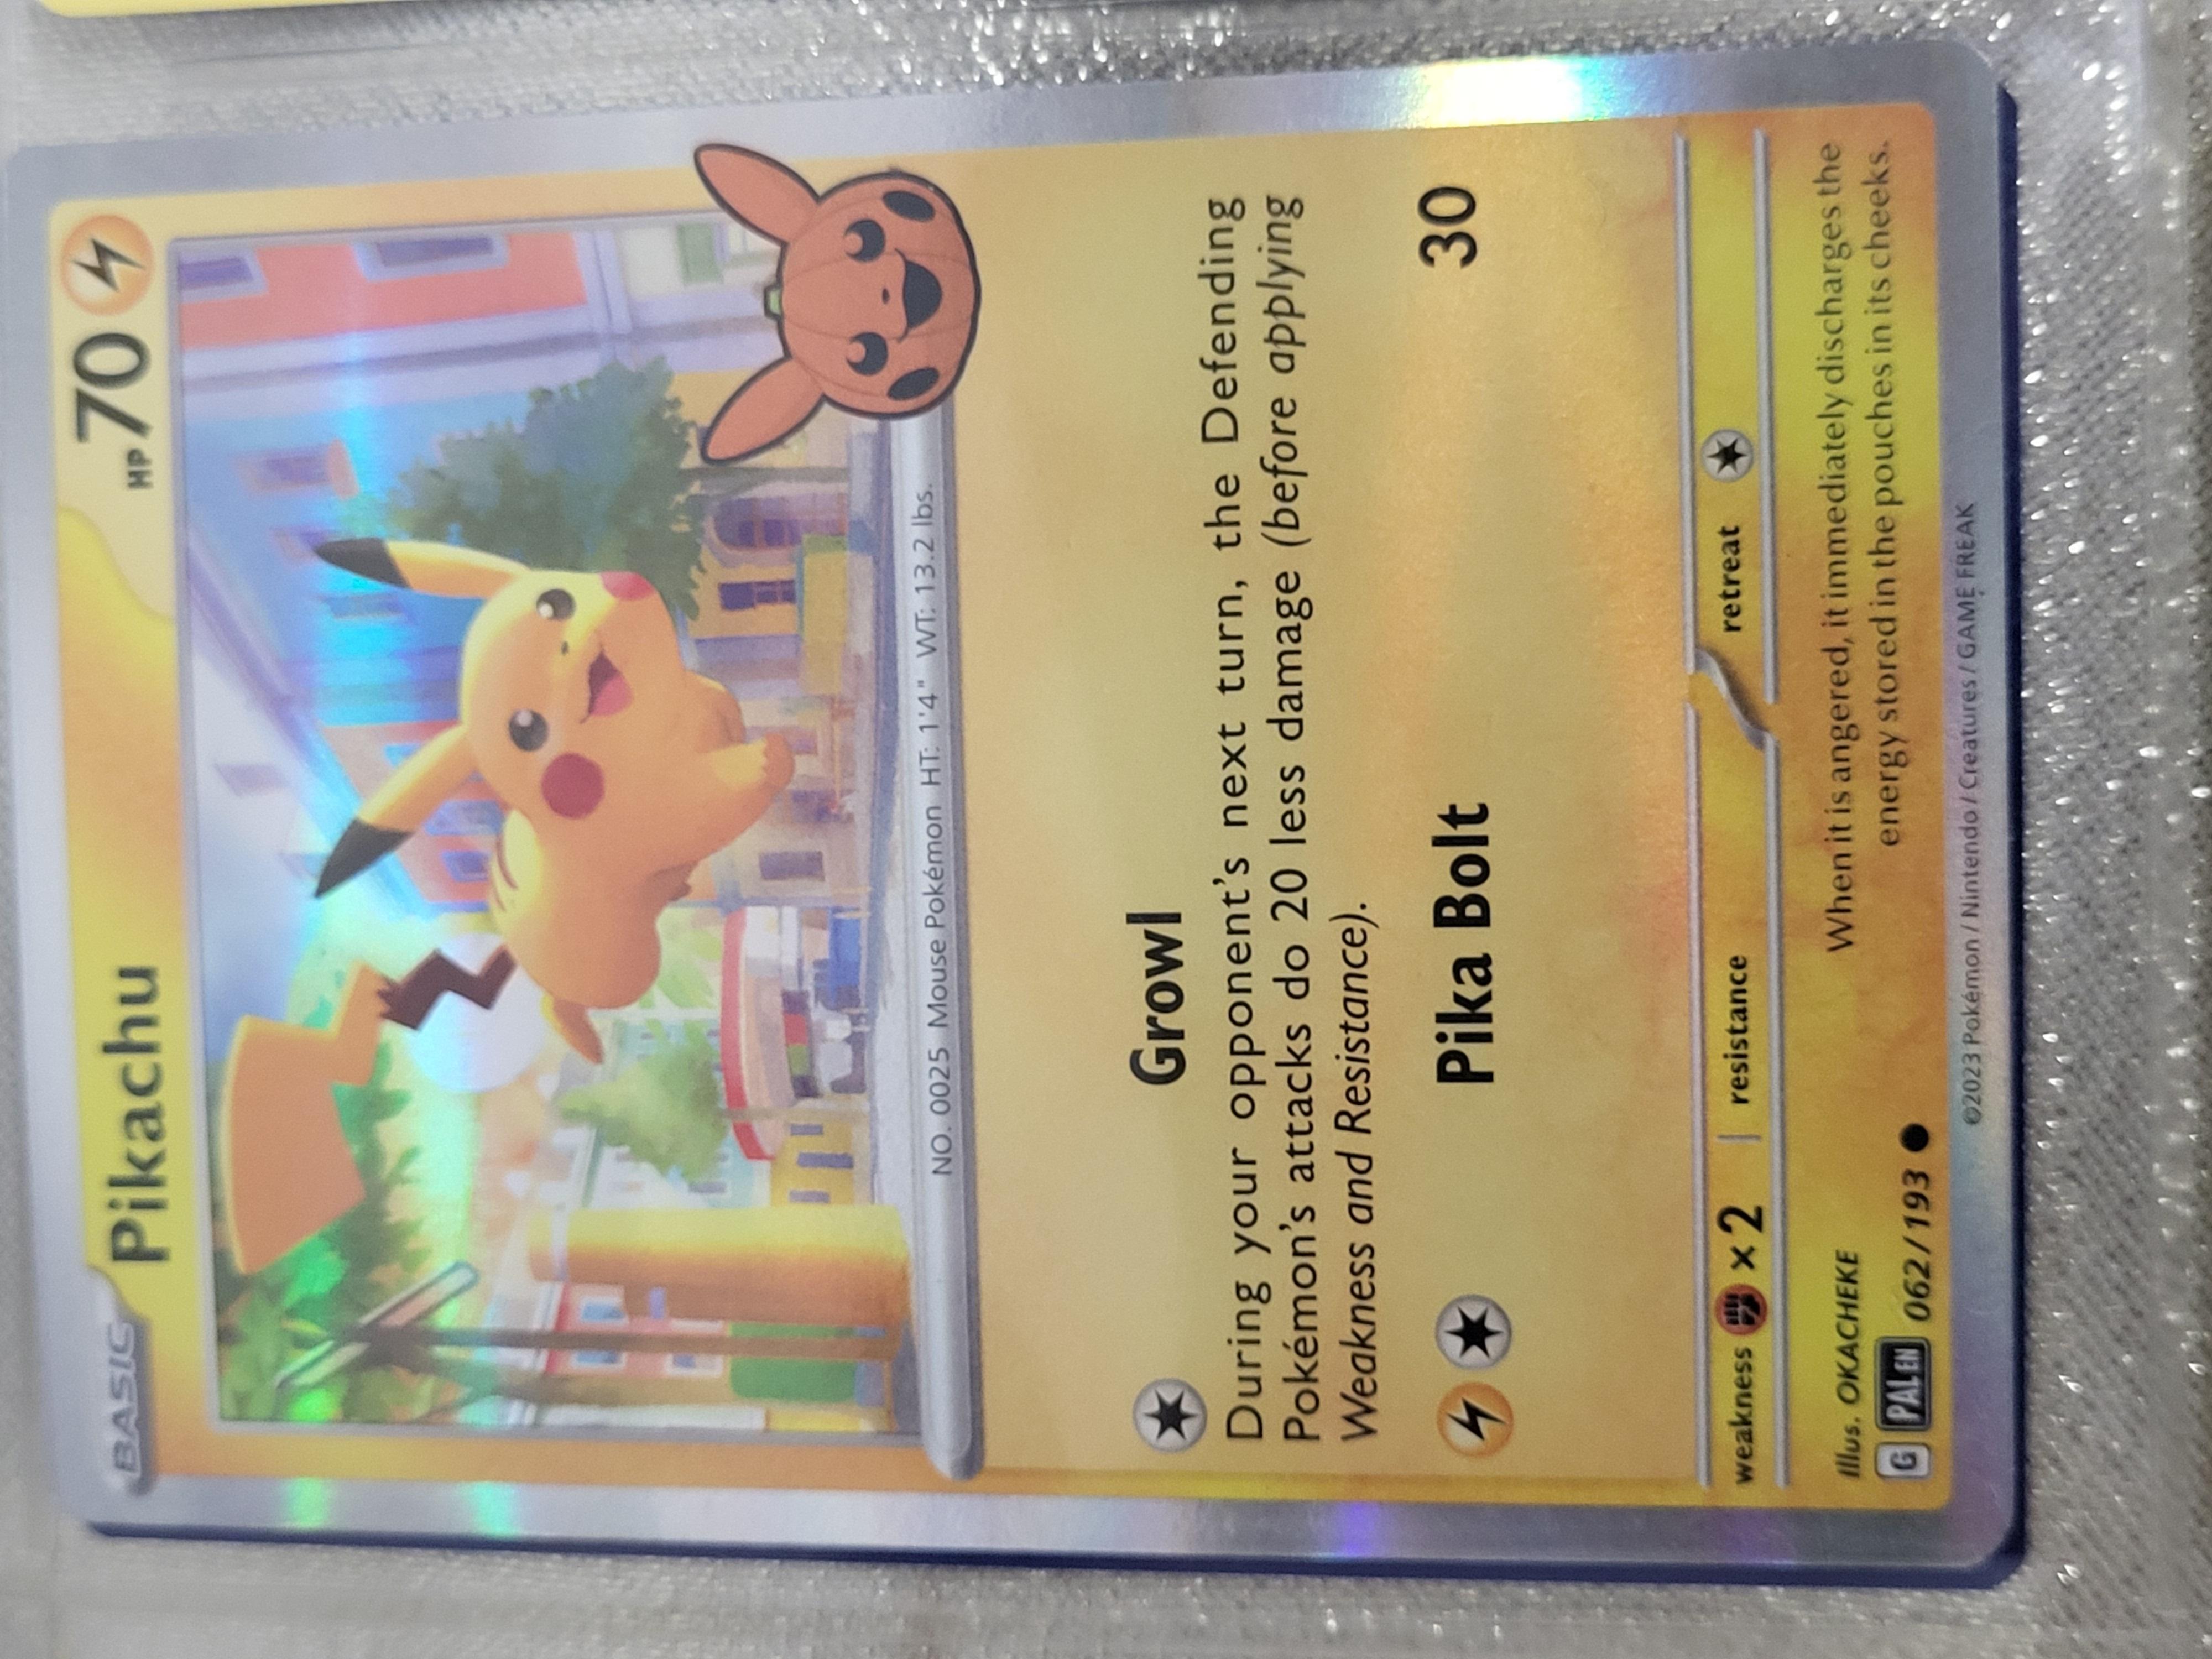 BASIC
Pikachu
HP 70
NO. 0025 Mouse Pokémon HT: 1'4" WT: 13.2 lbs.
Growl
During your opponent's next turn, the Defending
Pokémon's attacks do 20 less damage (before applying
Weakness and Resistance).
Pika Bolt 30
weakness x2 resistance retreat
Illus. OKACHEKE
When it is angered, it immediately discharges the
energy stored in the pouches in its cheeks.
G PAL EN 062/193
©2023 Pokémon / Nintendo / Creatures / GAME FREAK